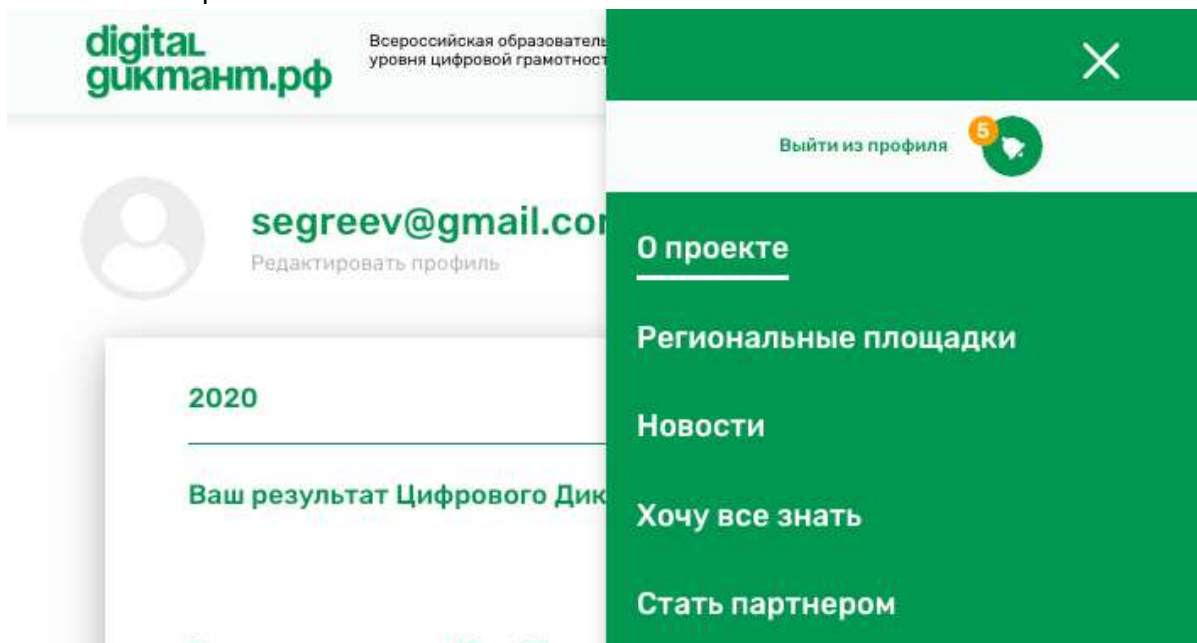 digital
диктант.рф
Всероссийская образователь
уровня цифровой грамотност
Выйти из профиля
5
segreev@gmail.cor
Редактировать профиль
2020
Ваш результат Цифрового Дик
О проекте
Региональные площадки
Новости
Хочу все знать
Стать партнером